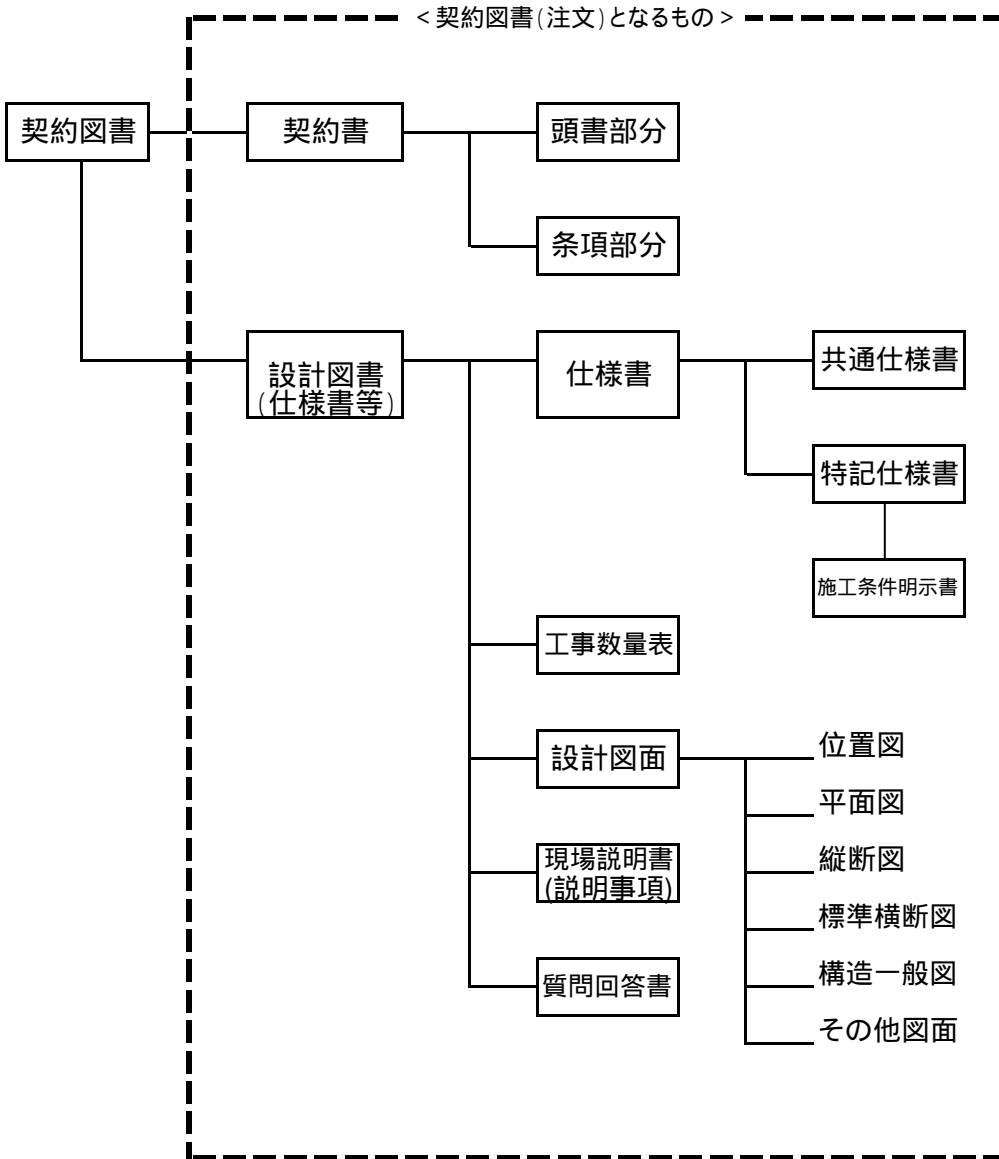 <契約図書(注文)となるもの>
契約図書
契約書
頭書部分
条項部分
設計図書
(仕様書等)
仕様書
共通仕様書
特記仕様書
施工条件明示書
工事数量表
設計図面
位置図
平面図
縦断図
標準横断図
構造一般図
その他図面
現場説明書
(説明事項)
質問回答書